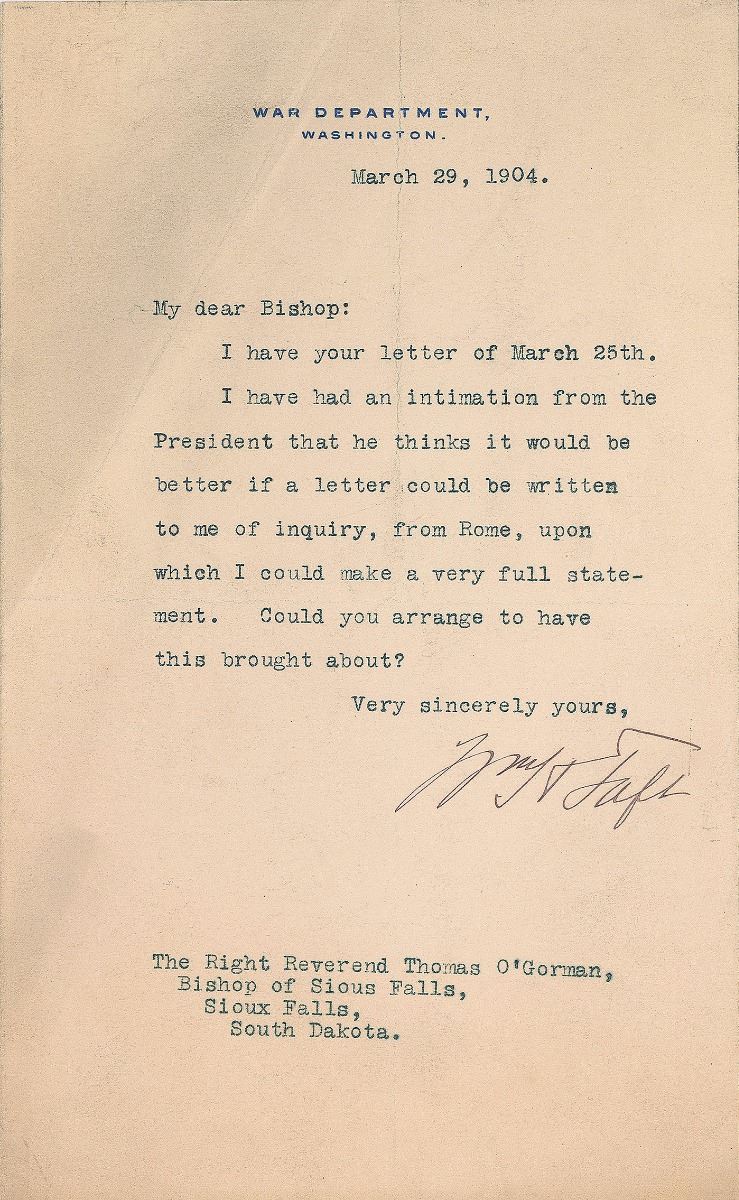 WAR DEPARTMENT,
WASHINGTON.
March 29, 1904.
My dear Bishop:
I have your letter of March 25th.
I have had an intimation from the
President that he thinks it would be
better if a letter could be written
to me of inquiry, from Rome, upon
which I could make a very full state-
ment. Could you arrange to have
this brought about?
Very sincerely yours,
Wm H Taft
The Right Reverend Thomas O'Gorman,
Bishop of Sious Falls,
Sioux Falls,
South Dakota.